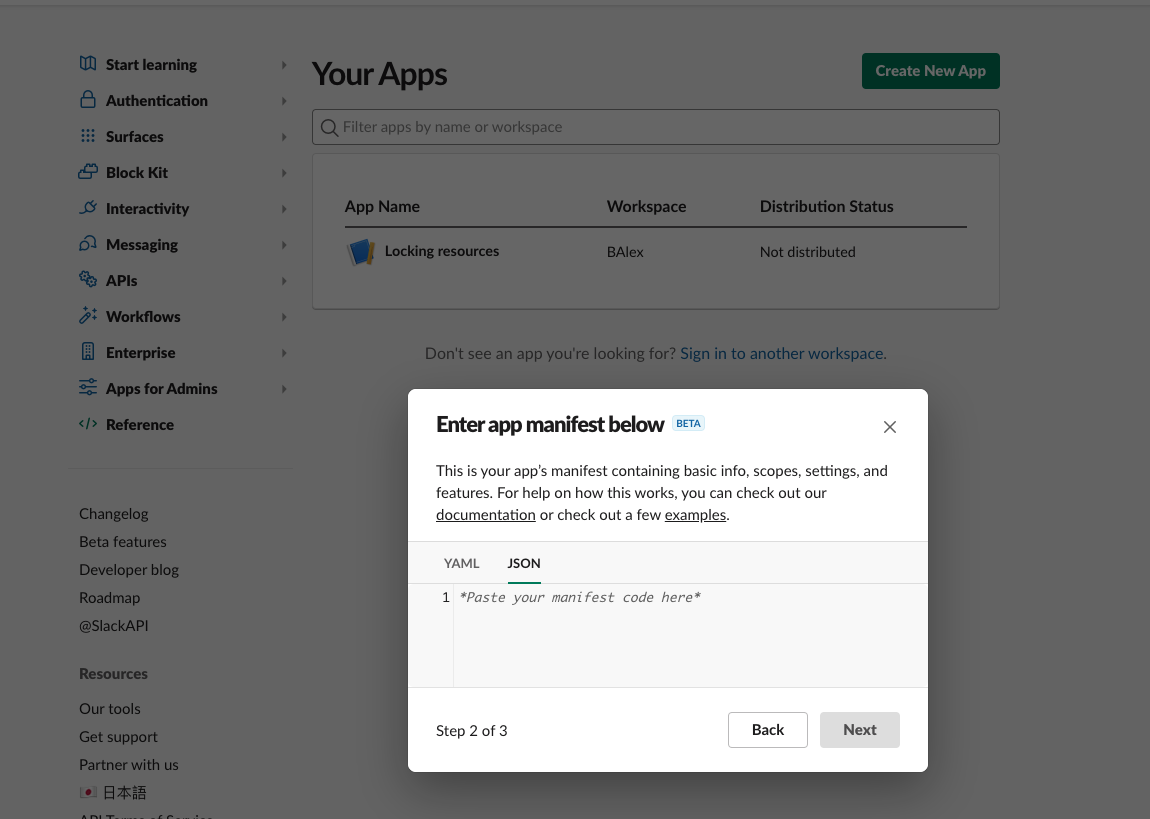 Start learning
Authentication
Surfaces
Block Kit
Interactivity
Messaging
APIs
Workflows
Enterprise
Apps for Admins
Reference
Changelog
Beta features
Developer blog
Roadmap
@SlackAPI
Resources
Our tools
Get support
Partner with us
日本語
API Terms of Service
Your Apps
Create New App
Filter apps by name or workspace
App Name Workspace Distribution Status
Locking resources BAlex Not distributed
Don't see an app you're looking for? Sign in to another workspace.
Enter app manifest below BETA
This is your app’s manifest containing basic info, scopes, settings, and
features. For help on how this works, you can check out our
documentation or check out a few examples.
YAML JSON
1 *Paste your manifest code here*
Step 2 of 3 Back Next